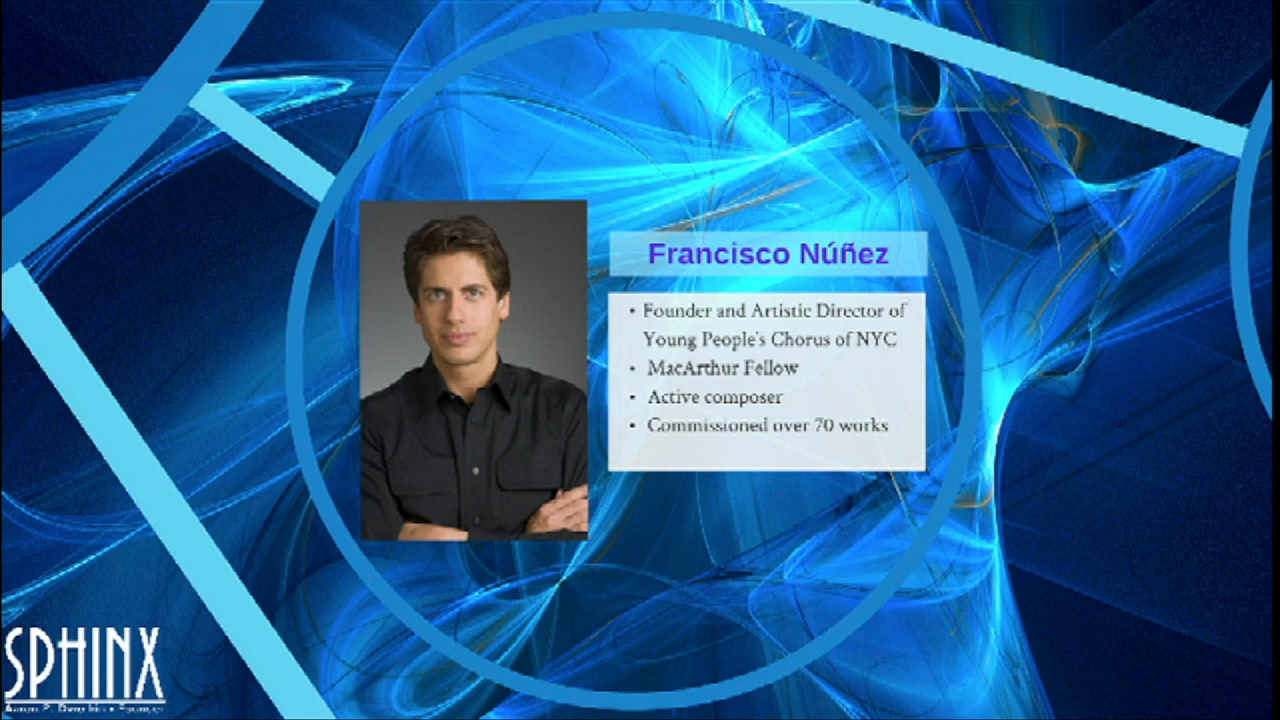 Francisco Núñez
• Founder and Artistic Director of
Young People's Chorus of NYC
• MacArthur Fellow
• Active composer
• Commissioned over 70 works
SPHINX